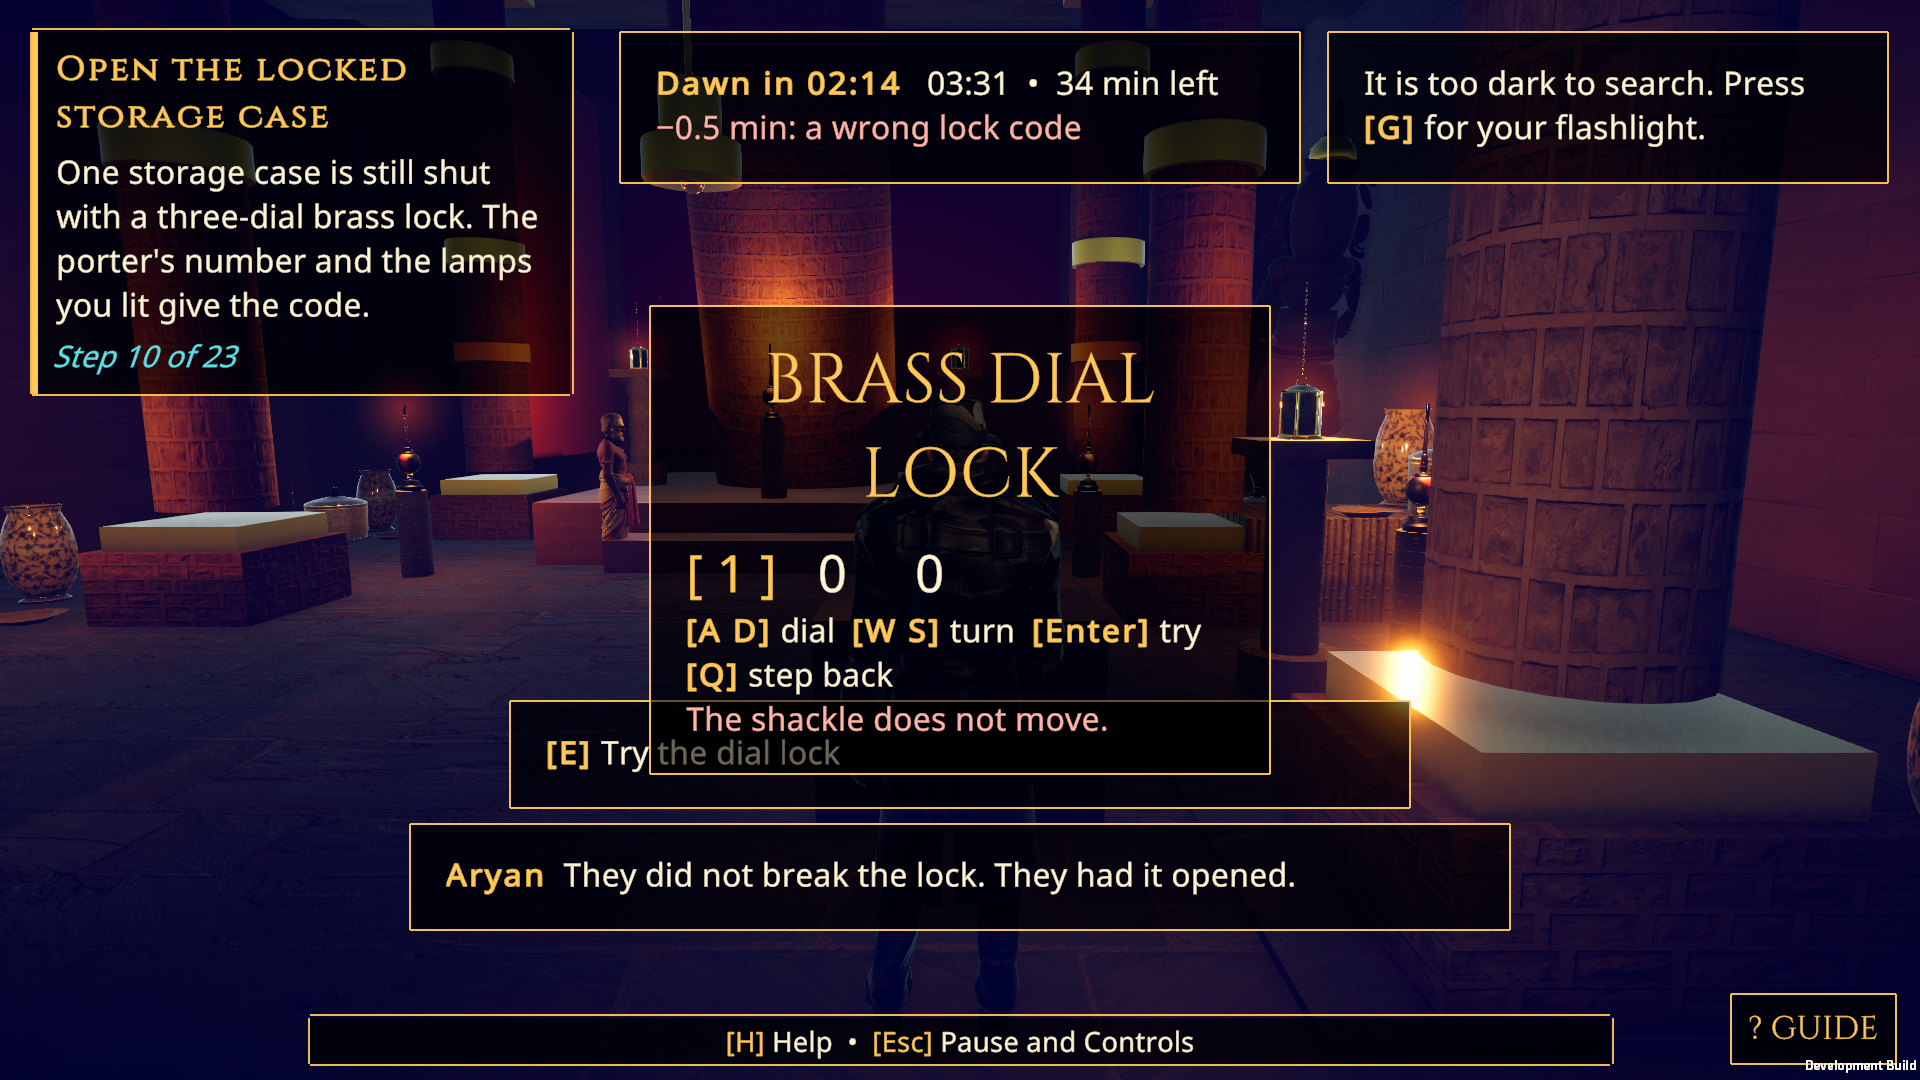 OPEN THE LOCKED
STORAGE CASE
One storage case is still shut
with a three-dial brass lock. The
porter's number and the lamps
you lit give the code.
Step 10 of 23
Dawn in 02:14 03:31 • 34 min left
−0.5 min: a wrong lock code
It is too dark to search. Press
[G] for your flashlight.
BRASS DIAL
LOCK
[ 1 ] 0 0
[A D] dial [W S] turn [Enter] try
[Q] step back
The shackle does not move.
[E] Try the dial lock
Aryan They did not break the lock. They had it opened.
[H] Help • [Esc] Pause and Controls
? GUIDE
Development Build